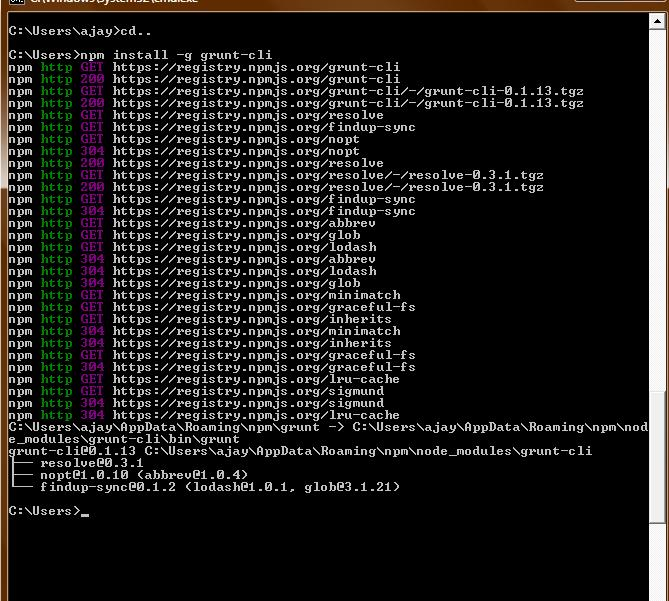 C:\Windows\system32\cmd.exe
C:\Users\ajay>cd..
C:\Users>npm install -g grunt-cli
npm http GET https://registry.npmjs.org/grunt-cli
npm http 200 https://registry.npmjs.org/grunt-cli
npm http GET https://registry.npmjs.org/grunt-cli/-/grunt-cli-0.1.13.tgz
npm http 200 https://registry.npmjs.org/grunt-cli/-/grunt-cli-0.1.13.tgz
npm http GET https://registry.npmjs.org/resolve
npm http GET https://registry.npmjs.org/findup-sync
npm http GET https://registry.npmjs.org/nopt
npm http 304 https://registry.npmjs.org/nopt
npm http 200 https://registry.npmjs.org/resolve
npm http GET https://registry.npmjs.org/resolve/-/resolve-0.3.1.tgz
npm http 200 https://registry.npmjs.org/resolve/-/resolve-0.3.1.tgz
npm http GET https://registry.npmjs.org/findup-sync
npm http 304 https://registry.npmjs.org/findup-sync
npm http GET https://registry.npmjs.org/abbrev
npm http GET https://registry.npmjs.org/glob
npm http GET https://registry.npmjs.org/lodash
npm http 304 https://registry.npmjs.org/abbrev
npm http 304 https://registry.npmjs.org/lodash
npm http 304 https://registry.npmjs.org/glob
npm http GET https://registry.npmjs.org/minimatch
npm http GET https://registry.npmjs.org/graceful-fs
npm http GET https://registry.npmjs.org/inherits
npm http 304 https://registry.npmjs.org/minimatch
npm http 304 https://registry.npmjs.org/inherits
npm http GET https://registry.npmjs.org/graceful-fs
npm http 304 https://registry.npmjs.org/graceful-fs
npm http GET https://registry.npmjs.org/lru-cache
npm http GET https://registry.npmjs.org/sigmund
npm http 304 https://registry.npmjs.org/sigmund
npm http 304 https://registry.npmjs.org/lru-cache
C:\Users\ajay\AppData\Roaming\npm\grunt -> C:\Users\ajay\AppData\Roaming\npm\nod
e_modules\grunt-cli\bin\grunt
grunt-cli@0.1.13 C:\Users\ajay\AppData\Roaming\npm\node_modules\grunt-cli
├── resolve@0.3.1
├── nopt@1.0.10 (abbrev@1.0.4)
└── findup-sync@0.1.2 (lodash@1.0.1, glob@3.1.21)
C:\Users>_